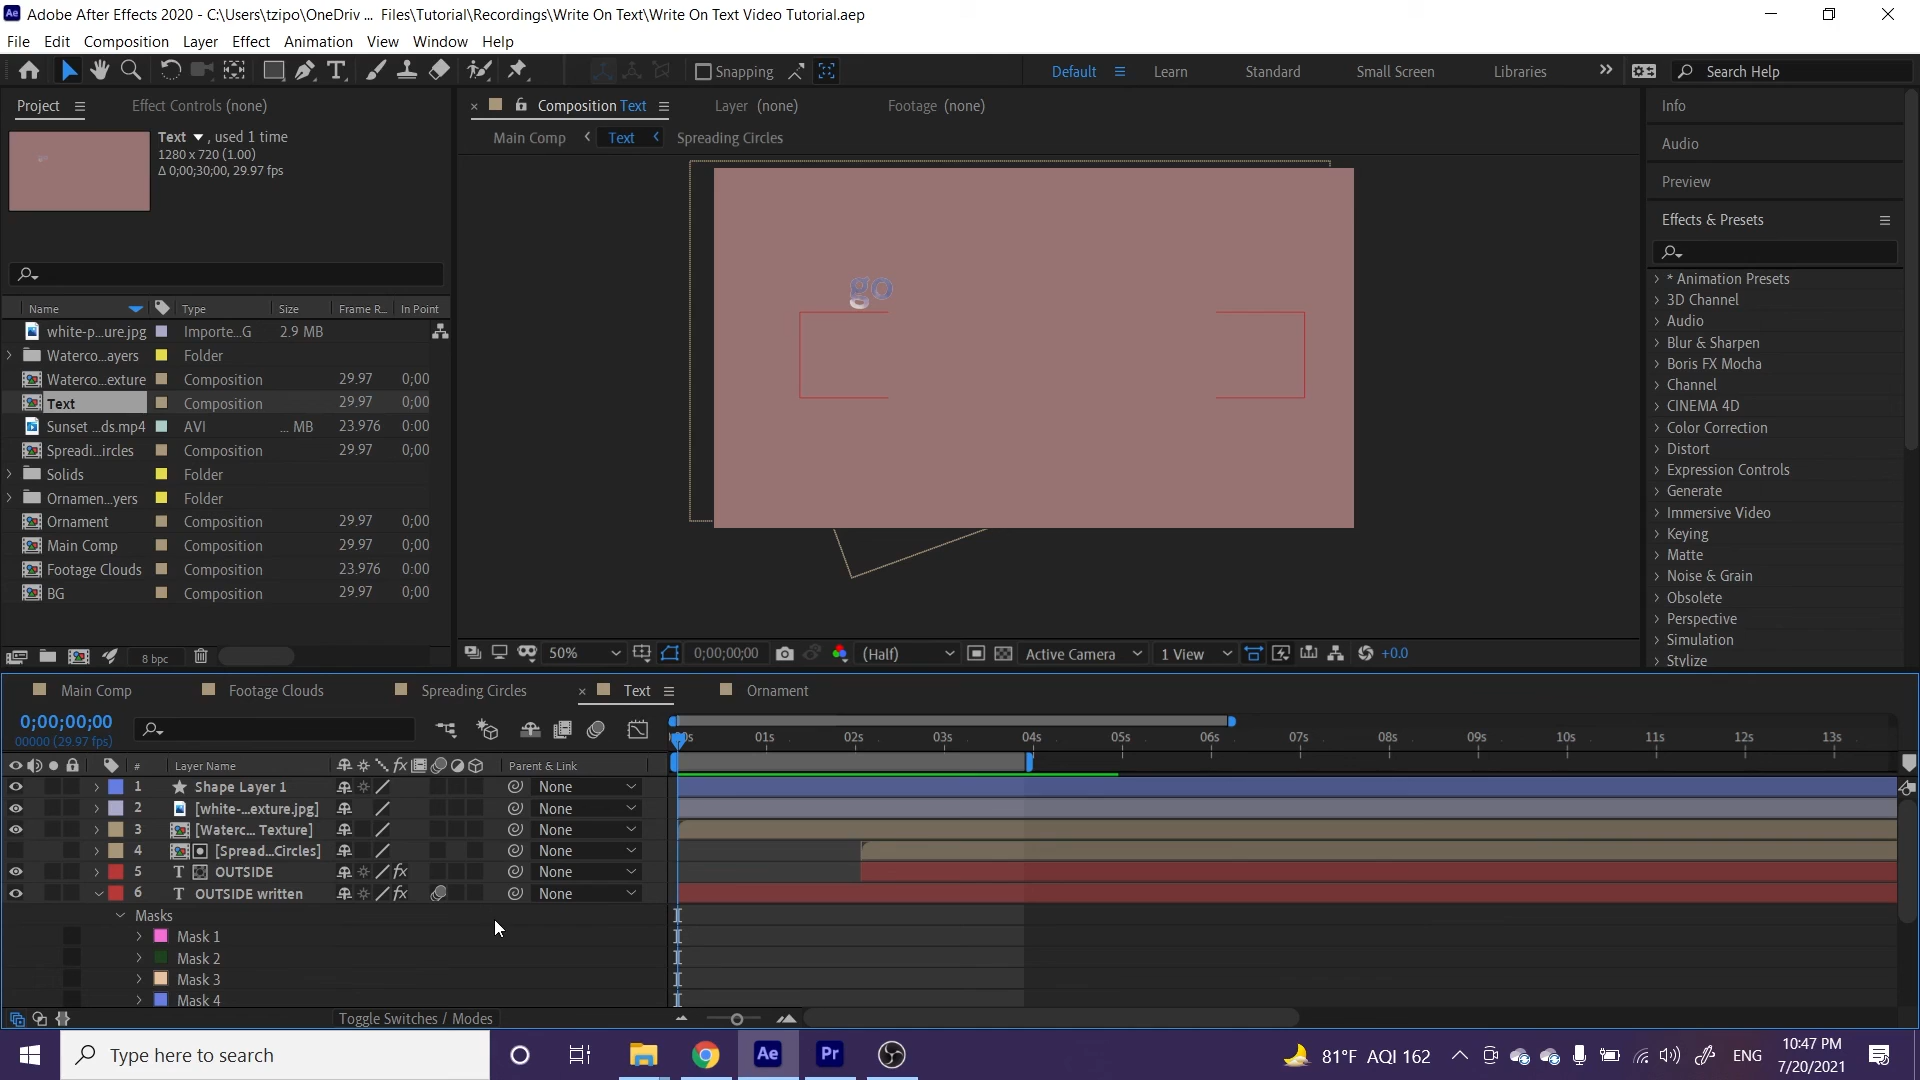 Adobe After Effects 2020 - C:\Users\tzipo\OneDriv ... Files\Tutorial\Recordings\Write On Text\Write On Text Video Tutorial.aep
File Edit Composition Layer Effect Animation View Window Help
Snapping Default Learn Standard Small Screen Libraries Search Help
Project Effect Controls (none) Composition Text Layer (none) Footage (none) Info
Text , used 1 time
1280 x 720 (1.00)
Δ 0;00;30;00, 29.97 fps
Main Comp Text Spreading Circles
Audio
Preview
Effects & Presets
go
Name Type Size Frame R... In Point
white-p...ure.jpg Importe...G 2.9 MB
Waterco...ayers Folder
Waterco...exture Composition 29.97 0;00
Text Composition 29.97 0;00
Sunset ...ds.mp4 AVI ... MB 23.976 0;00
Spreadi...ircles Composition 29.97 0;00
Solids Folder
Ornamen...yers Folder
Ornament Composition 29.97 0;00
Main Comp Composition 29.97 0;00
Footage Clouds Composition 23.976 0;00
BG Composition 29.97 0;00
* Animation Presets
3D Channel
Audio
Blur & Sharpen
Boris FX Mocha
Channel
CINEMA 4D
Color Correction
Distort
Expression Controls
Generate
Immersive Video
Keying
Matte
Noise & Grain
Obsolete
Perspective
Simulation
Stylize
8 bpc
50% 0;00;00;00 (Half) Active Camera 1 View +0.0
Main Comp Footage Clouds Spreading Circles Text Ornament
0;00;00;00
00000 (29.97 fps)
01s 02s 03s 04s 05s 06s 07s 08s 09s 10s 11s 12s 13s
# Layer Name fx Parent & Link
1 Shape Layer 1 None
2 [white-...exture.jpg] None
3 [Waterc... Texture] None
4 [Spread...Circles] None
5 T OUTSIDE fx None
6 T OUTSIDE written fx None
Masks
Mask 1
Mask 2
Mask 3
Mask 4
Toggle Switches / Modes
Type here to search
Ae
Pr
81°F AQI 162
ENG
10:47 PM
7/20/2021